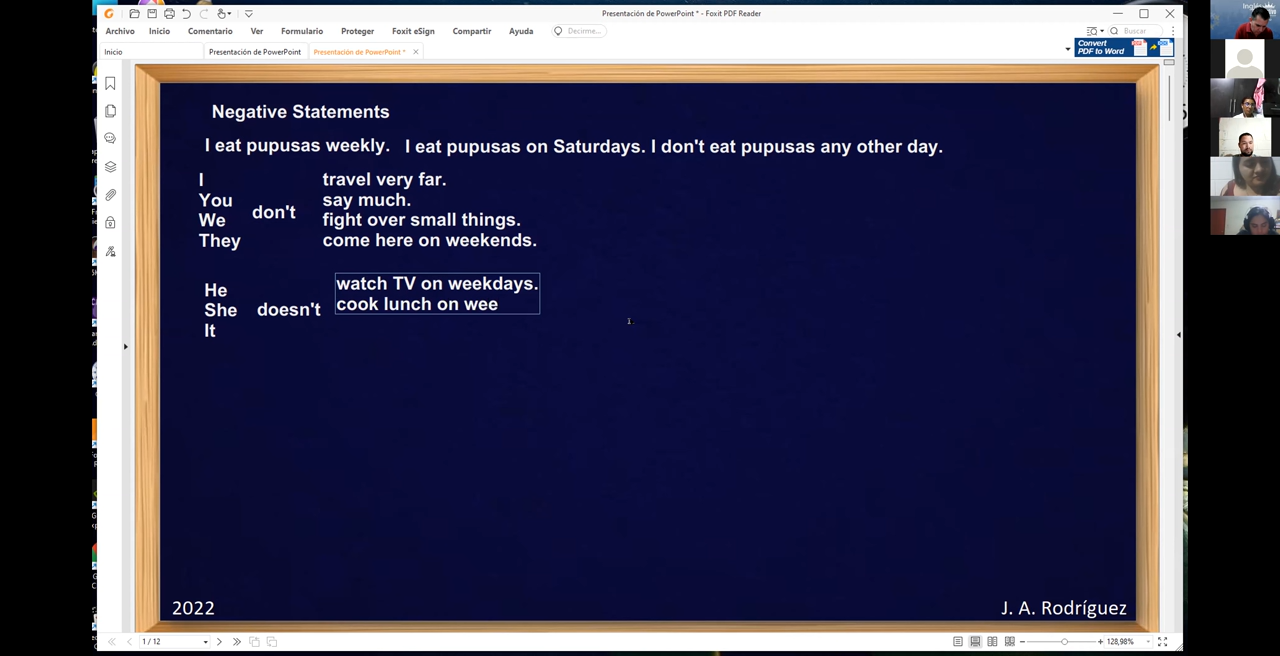 Presentación de PowerPoint * - Foxit PDF Reader
Archivo Inicio Comentario Ver Formulario Proteger Foxit eSign Compartir Ayuda Decirme... Buscar
Inicio Presentación de PowerPoint Presentación de PowerPoint *
Convert
PDF to Word
Negative Statements
I eat pupusas weekly. I eat pupusas on Saturdays. I don't eat pupusas any other day.
I travel very far.
You say much.
don't
We fight over small things.
They come here on weekends.
watch TV on weekdays.
He
cook lunch on wee
She doesn't
It
2022 J. A. Rodríguez
1 / 12 128,98%